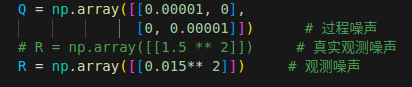 Q = np.array([[0.00001, 0],
[0, 0.00001]]) # 过程噪声
# R = np.array([[1.5 ** 2]]) # 真实观测噪声
R = np.array([[0.015** 2]]) # 观测噪声